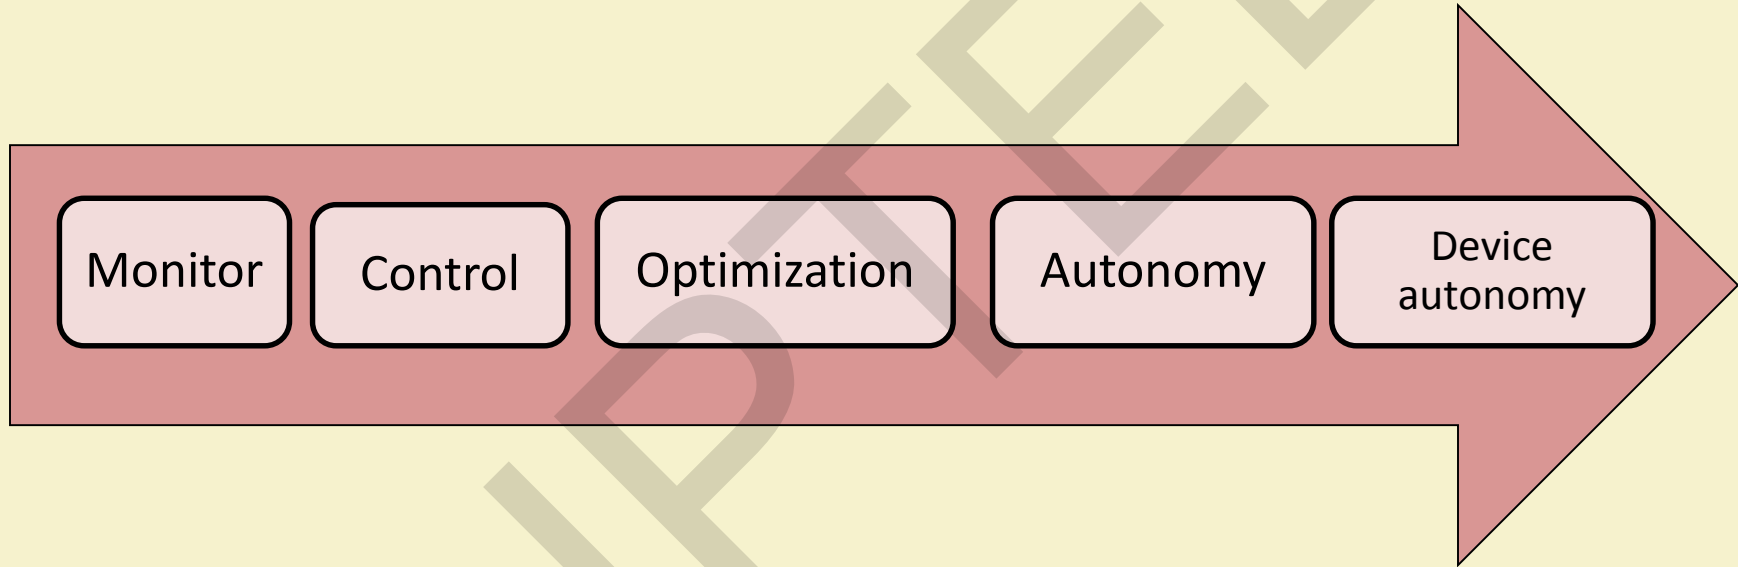 Monitor
Control
Optimization
Autonomy
Device
autonomy